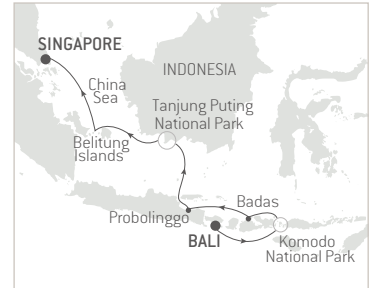 SINGAPORE
INDONESIA
China
Sea
Tanjung Puting
National Park
Belitung
Islands
Badas
Probolinggo
BALI
Komodo
National Park